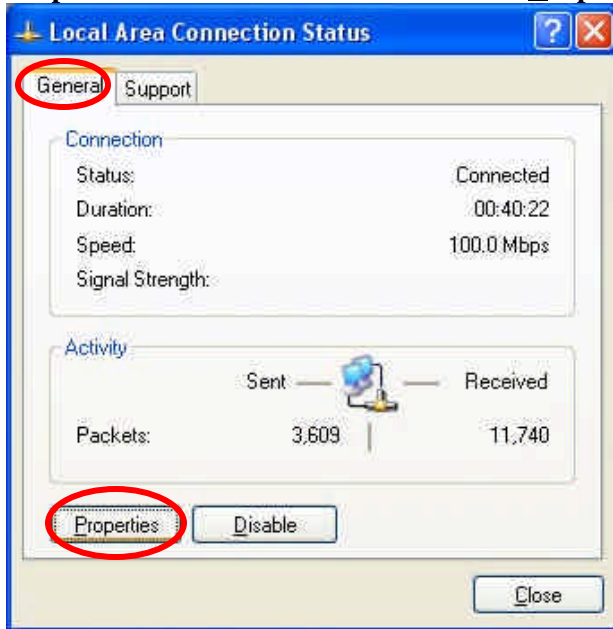 Local Area Connection Status
General Support
Connection
Status: Connected
Duration: 00:40:22
Speed: 100.0 Mbps
Signal Strength:
Activity
Sent — — Received
Packets: 3,609 | 11,740
Properties Disable
Close